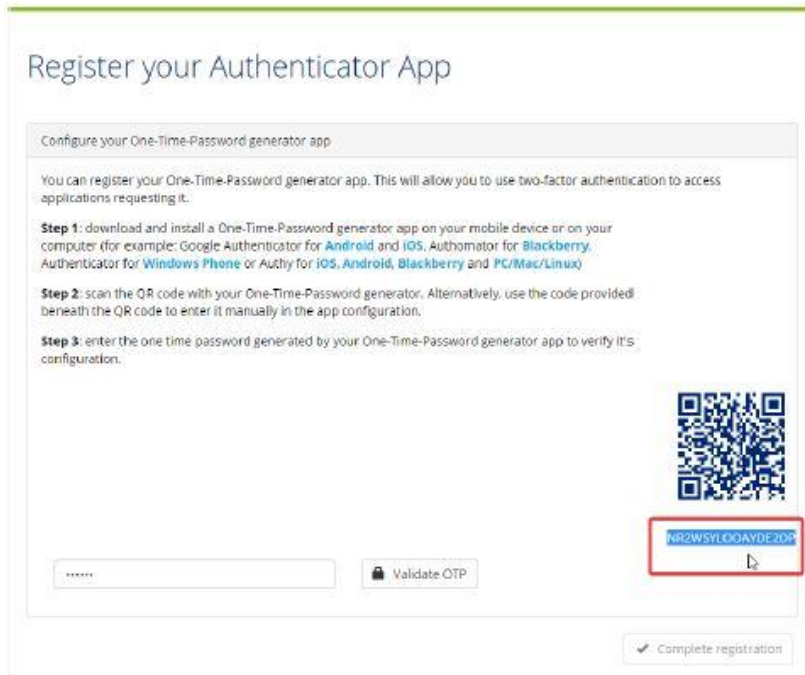 Register your Authenticator App
Configure your One-Time-Password generator app
You can register your One-Time-Password generator app. This will allow you to use two-factor authentication to access
applications requesting it.
Step 1: download and install a One-Time-Password generator app on your mobile device or on your
computer (for example: Google Authenticator for Android and iOS, Authomator for Blackberry,
Authenticator for Windows Phone or Authy for iOS, Android, Blackberry and PC/Mac/Linux)
Step 2: scan the QR code with your One-Time-Password generator. Alternatively, use the code provided
beneath the QR code to enter it manually in the app configuration.
Step 3: enter the one time password generated by your One-Time-Password generator app to verify it's
configuration.
Validate OTP
Complete registration